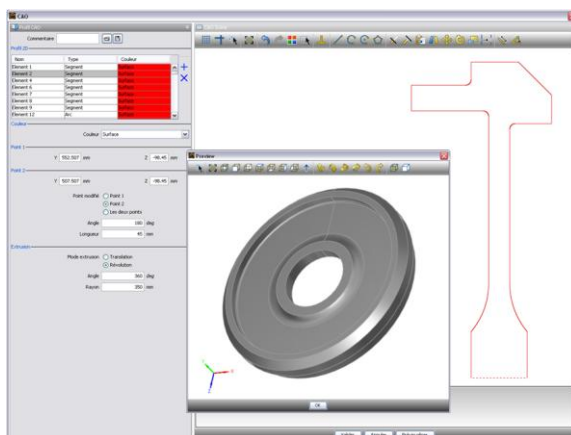 CAO
Profil CAO
Commentaire
Profil 2D
Nom Type Couleur
Element 1 Segment Surface
Element 2 Segment Surface
Element 4 Segment Surface
Element 6 Segment Surface
Element 7 Segment Surface
Element 8 Segment Surface
Element 9 Segment Surface
Element 12 Arc Surface
Couleur
Couleur Surface
Point 1
Y 552.507 mm Z -98.45 mm
Point 2
Y 507.507 mm Z -98.45 mm
Point modifié Point 1
Point 2
Les deux points
Angle 180 deg
Longueur 45 mm
Extrusion
Mode extrusion Translation
Révolution
Angle 360 deg
Rayon 350 mm
Preview
OK